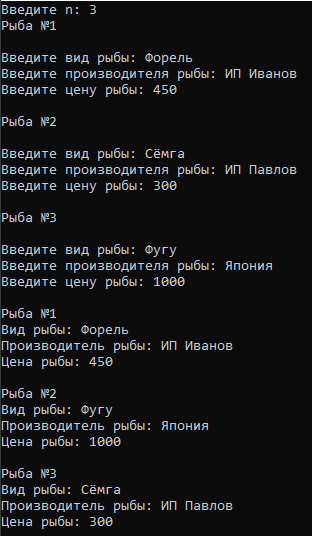 Введите n: 3
Рыба №1
Введите вид рыбы: Форель
Введите производителя рыбы: ИП Иванов
Введите цену рыбы: 450
Рыба №2
Введите вид рыбы: Сёмга
Введите производителя рыбы: ИП Павлов
Введите цену рыбы: 300
Рыба №3
Введите вид рыбы: Фугу
Введите производителя рыбы: Япония
Введите цену рыбы: 1000
Рыба №1
Вид рыбы: Форель
Производитель рыбы: ИП Иванов
Цена рыбы: 450
Рыба №2
Вид рыбы: Фугу
Производитель рыбы: Япония
Цена рыбы: 1000
Рыба №3
Вид рыбы: Сёмга
Производитель рыбы: ИП Павлов
Цена рыбы: 300